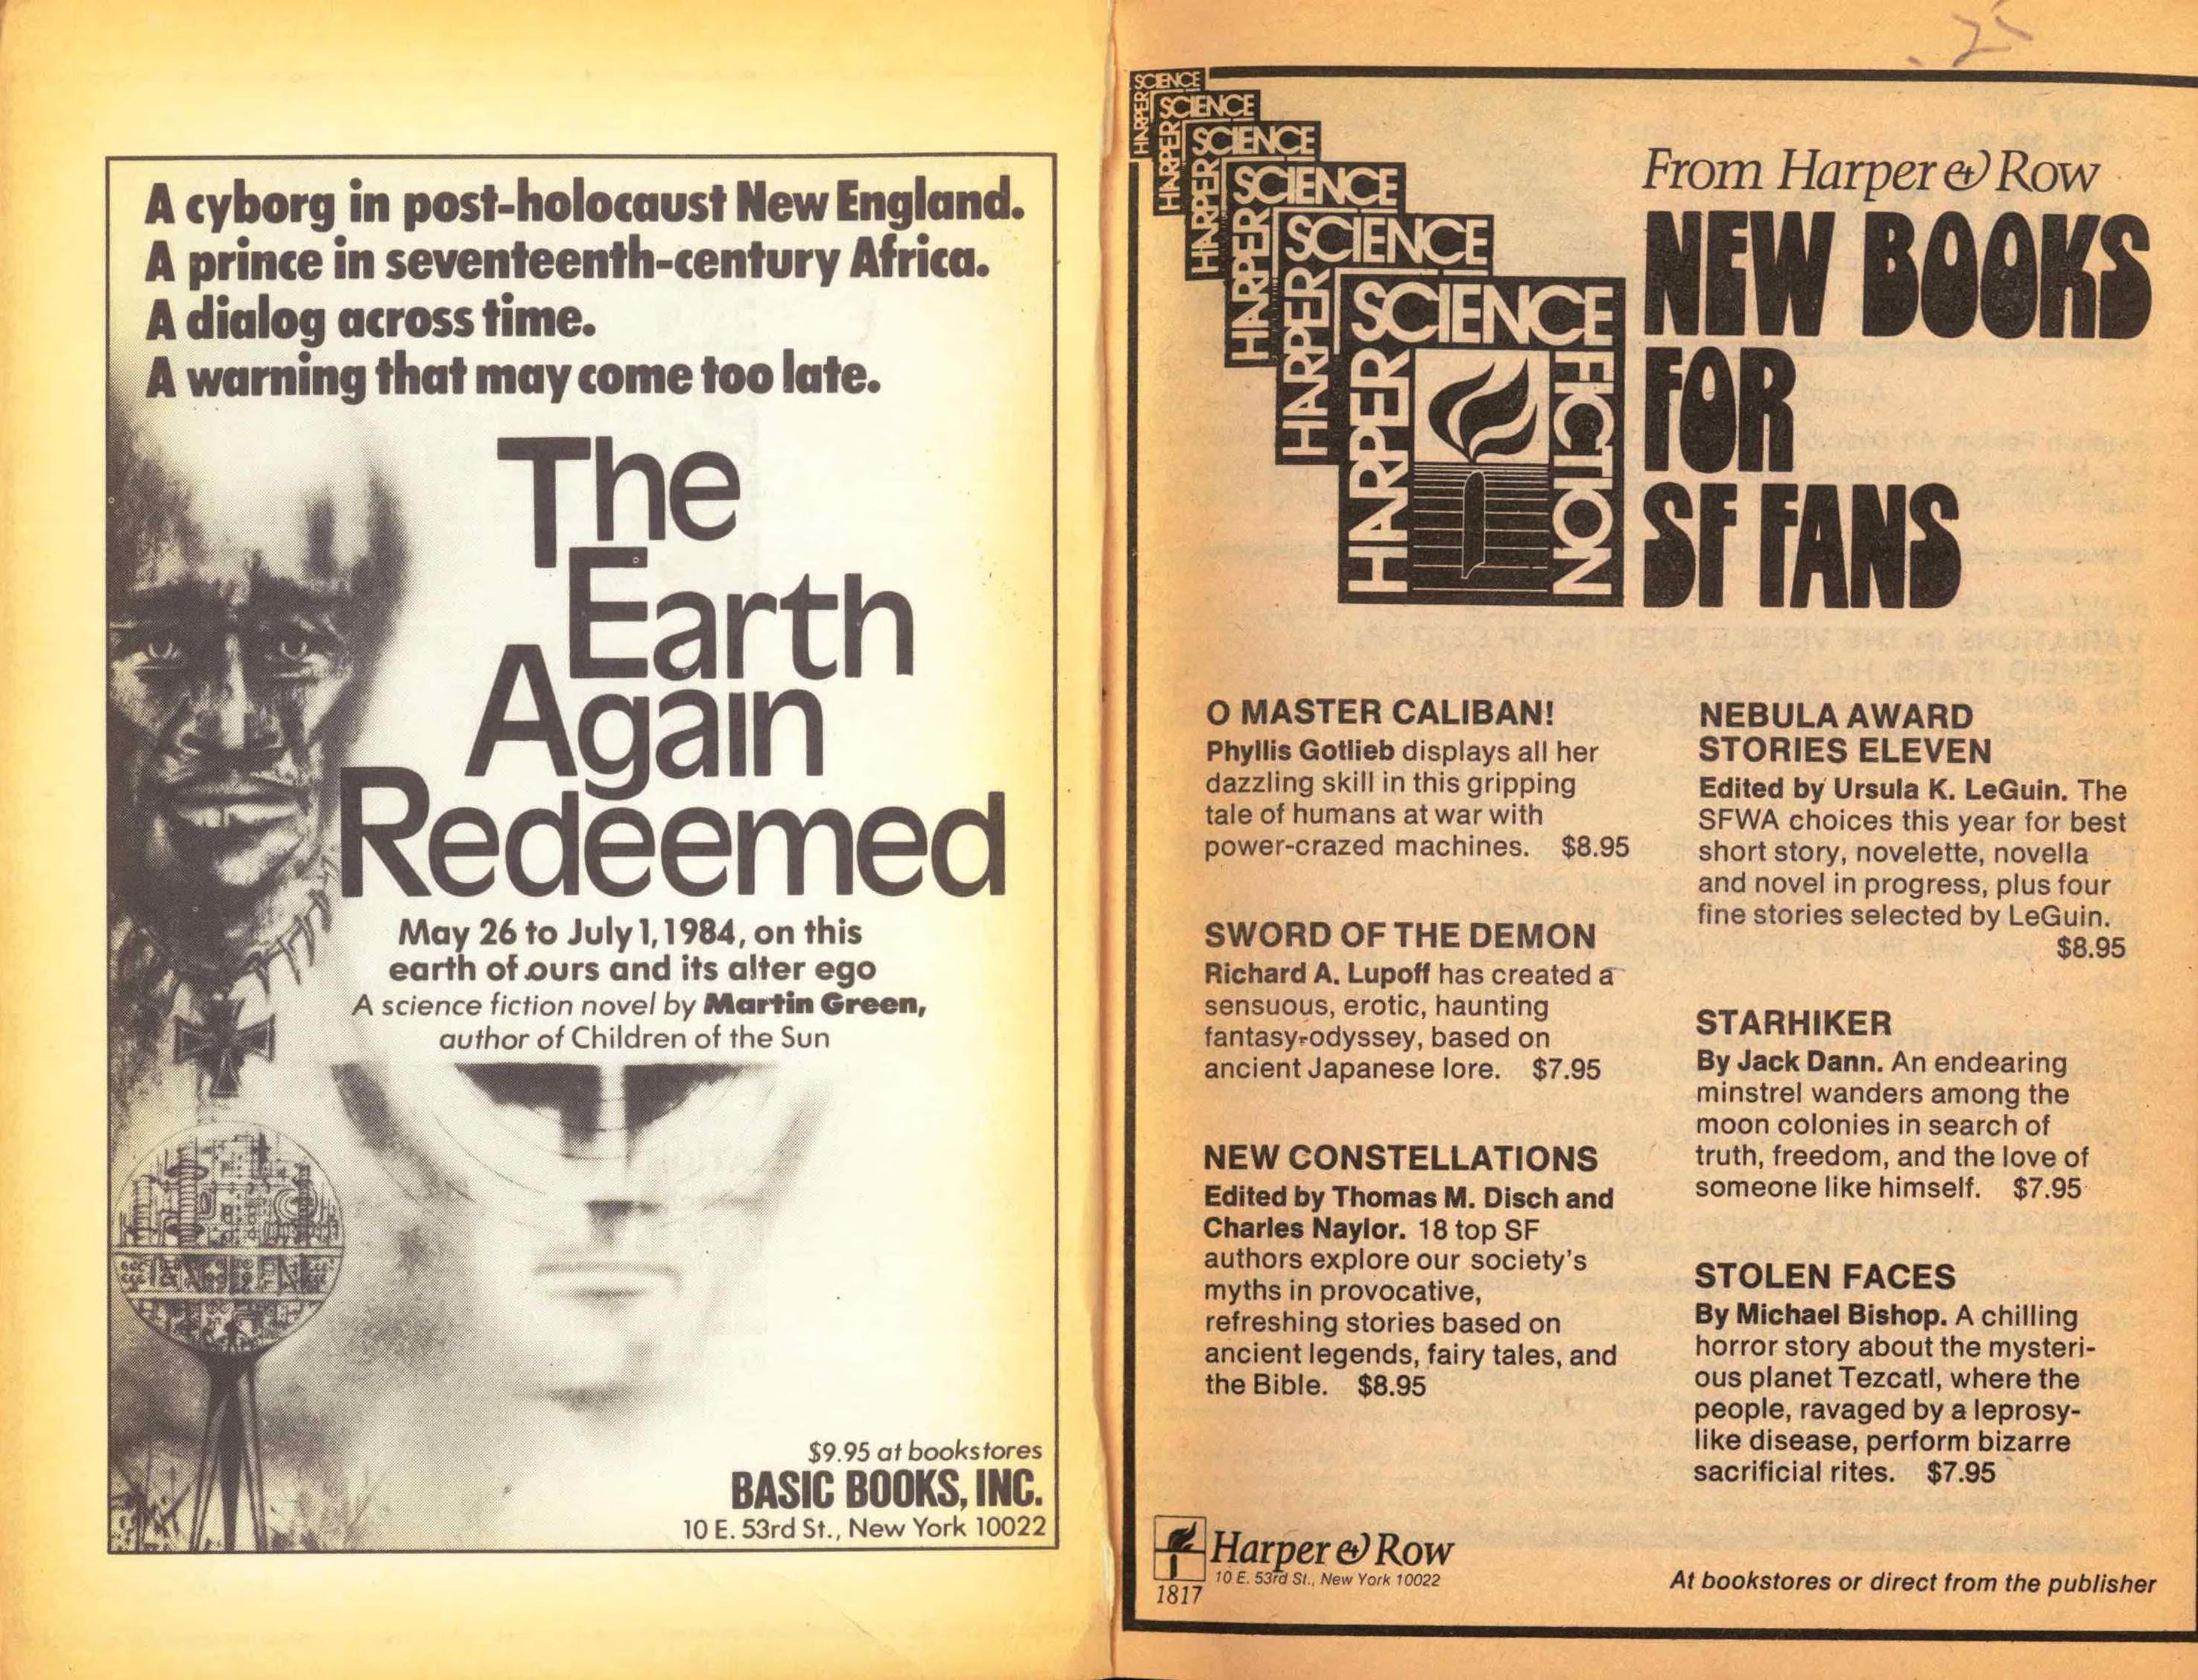 A cyborg in post-holocaust New England.
A prince in seventeenth-century Africa.
A dialog across time.
A warning that may come too late.
The
Earth
Again
Redeemed
May 26 to July 1, 1984, on this
earth of ours and its alter ego
A science fiction novel by Martin Green,
author of Children of the Sun
$9.95 at bookstores
BASIC BOOKS, INC.
10 E. 53rd St., New York 10022
.25
HARPER SCIENCE
HARPER SCIENCE
HARPER SCIENCE
HARPER SCIENCE
HARPER SCIENCE
HARPER SCIENCE FICTION
From Harper & Row
NEW BOOKS
FOR
SF FANS
O MASTER CALIBAN!
Phyllis Gotlieb displays all her
dazzling skill in this gripping
tale of humans at war with
power-crazed machines. $8.95
SWORD OF THE DEMON
Richard A. Lupoff has created a
sensuous, erotic, haunting
fantasy-odyssey, based on
ancient Japanese lore. $7.95
NEW CONSTELLATIONS
Edited by Thomas M. Disch and
Charles Naylor. 18 top SF
authors explore our society's
myths in provocative,
refreshing stories based on
ancient legends, fairy tales, and
the Bible. $8.95
NEBULA AWARD
STORIES ELEVEN
Edited by Ursula K. LeGuin. The
SFWA choices this year for best
short story, novelette, novella
and novel in progress, plus four
fine stories selected by LeGuin.
$8.95
STARHIKER
By Jack Dann. An endearing
minstrel wanders among the
moon colonies in search of
truth, freedom, and the love of
someone like himself. $7.95
STOLEN FACES
By Michael Bishop. A chilling
horror story about the mysteri-
ous planet Tezcatl, where the
people, ravaged by a leprosy-
like disease, perform bizarre
sacrificial rites. $7.95
Harper & Row
10 E. 53rd St., New York 10022
1817
At bookstores or direct from the publisher